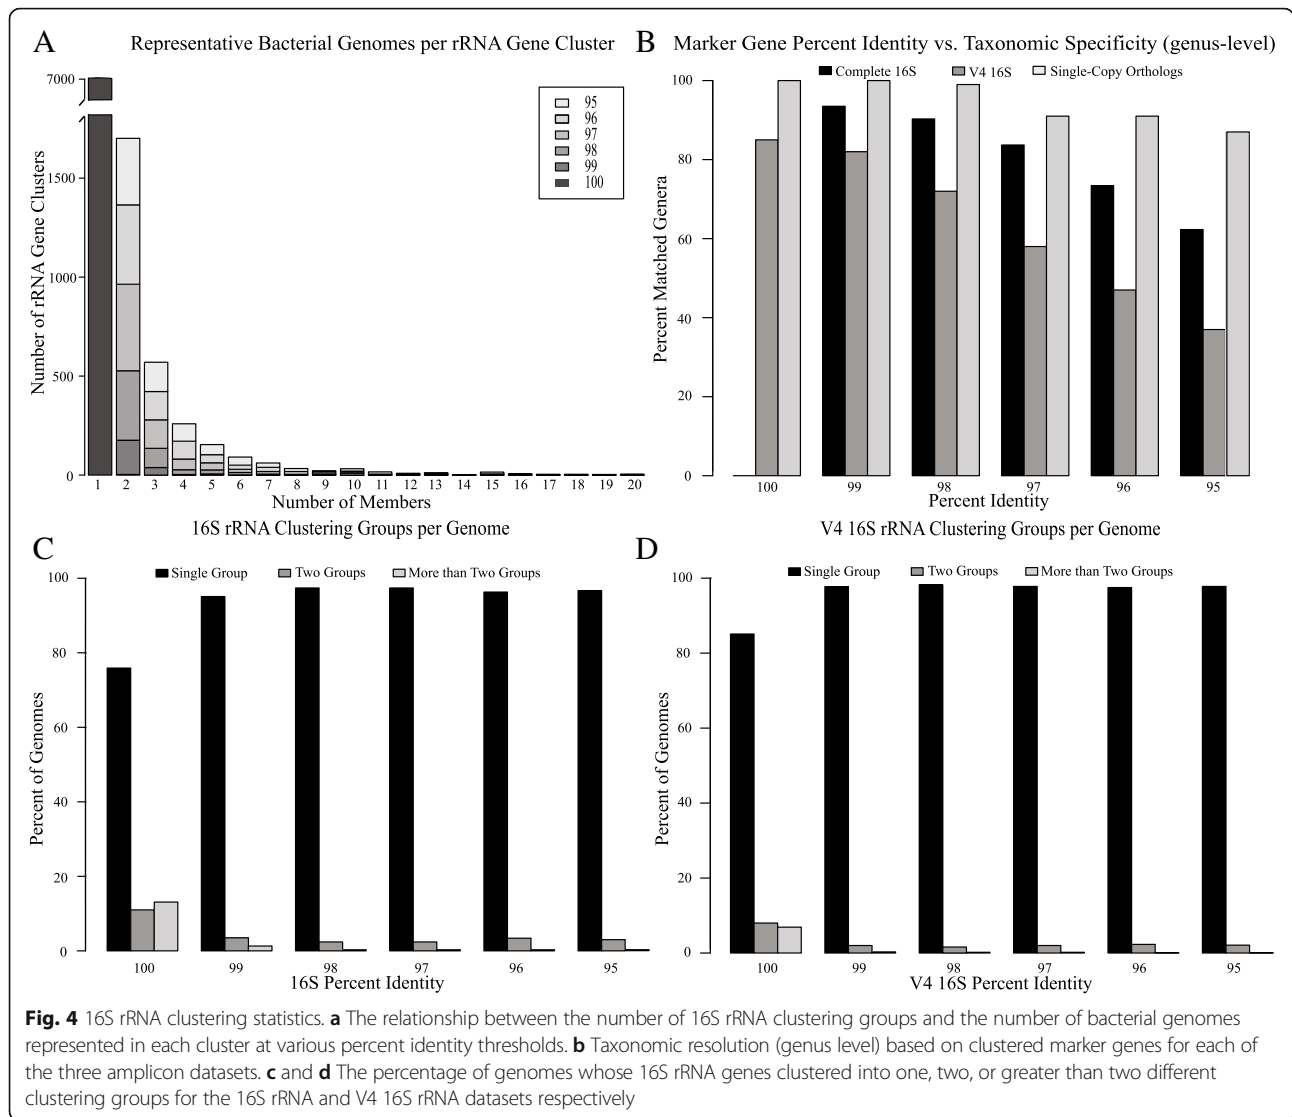 A
Representative Bacterial Genomes per rRNA Gene Cluster
Number of rRNA Gene Clusters
7000
1500
1000
500
0
95
96
97
98
99
100
1 2 3 4 5 6 7 8 9 10 11 12 13 14 15 16 17 18 19 20
Number of Members
B
Marker Gene Percent Identity vs. Taxonomic Specificity (genus-level)
Complete 16S V4 16S Single-Copy Orthologs
Percent Matched Genera
100
80
60
40
20
0
100 99 98 97 96 95
Percent Identity
C
16S rRNA Clustering Groups per Genome
Single Group Two Groups More than Two Groups
Percent of Genomes
100
80
60
40
20
0
100 99 98 97 96 95
16S Percent Identity
D
V4 16S rRNA Clustering Groups per Genome
Single Group Two Groups More than Two Groups
Percent of Genomes
100
80
60
40
20
0
100 99 98 97 96 95
V4 16S Percent Identity
Fig. 4 16S rRNA clustering statistics. a The relationship between the number of 16S rRNA clustering groups and the number of bacterial genomes
represented in each cluster at various percent identity thresholds. b Taxonomic resolution (genus level) based on clustered marker genes for each of
the three amplicon datasets. c and d The percentage of genomes whose 16S rRNA genes clustered into one, two, or greater than two different
clustering groups for the 16S rRNA and V4 16S rRNA datasets respectively